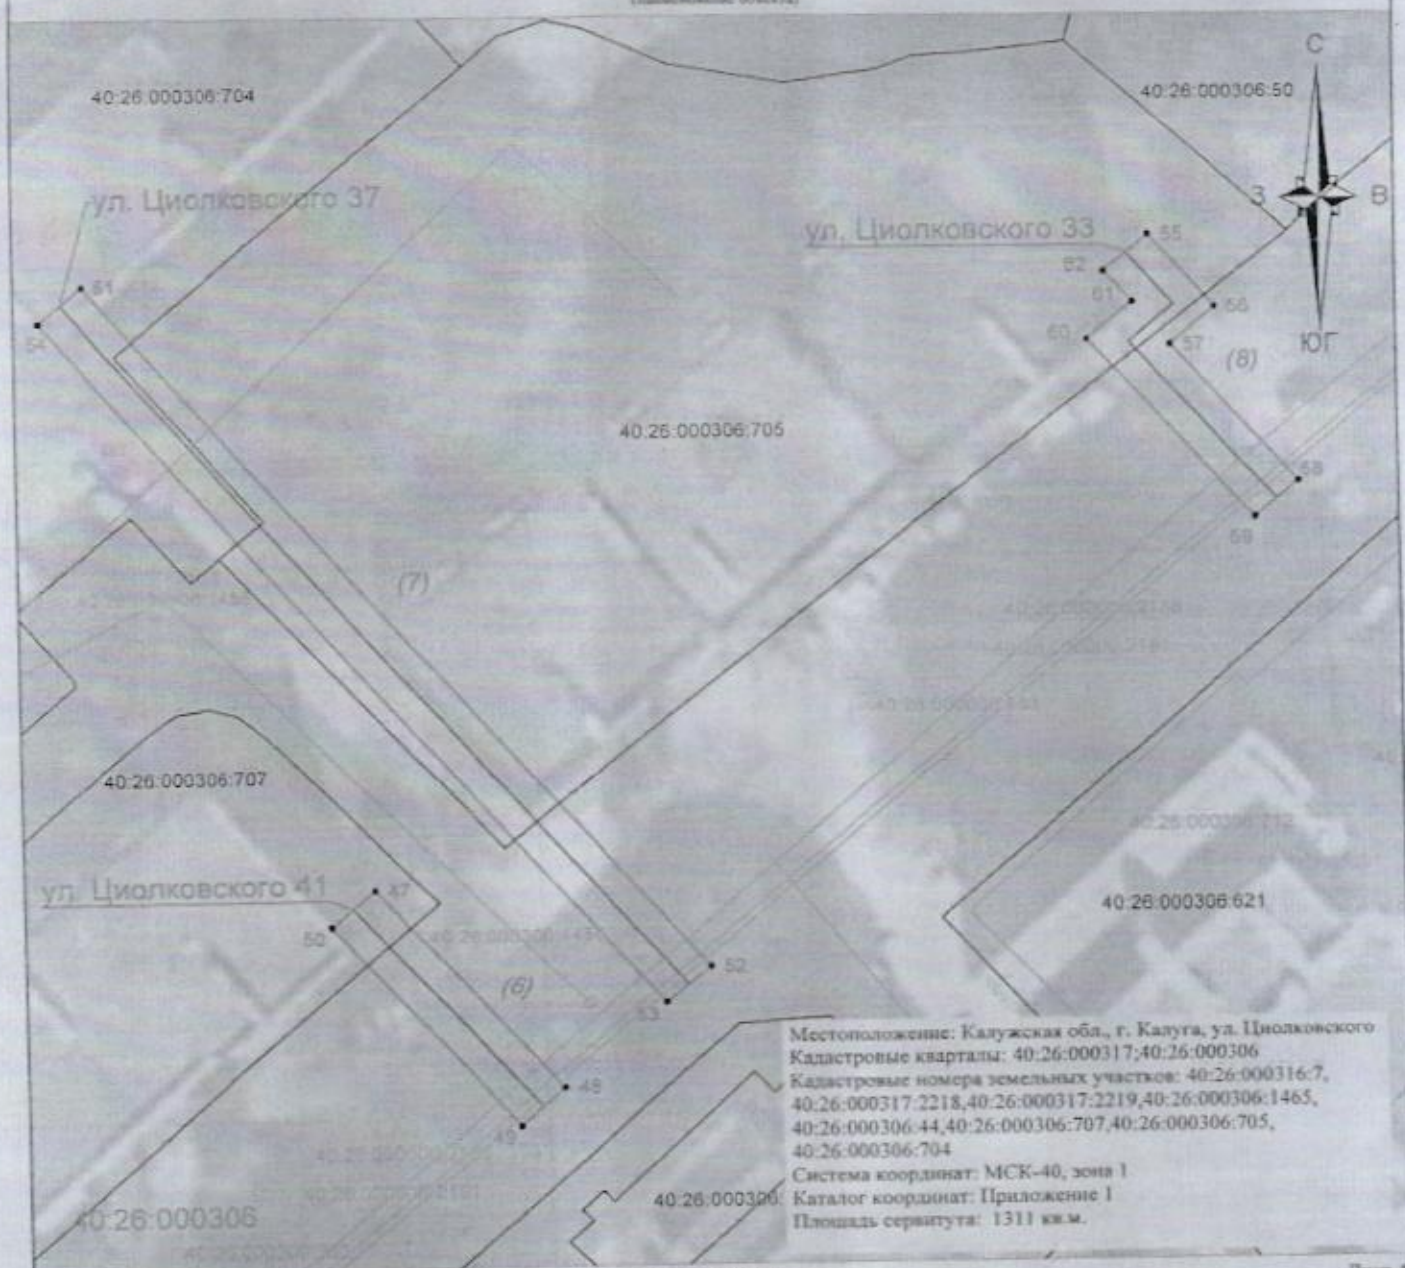 40:26:000306:704
С
40:26:000306:50
З
В
ул. Циолковского 37
ул. Циолковского 33
55
62
61
51
56
54
60
57
(8)
ЮГ
40:26:000306:705
58
59
(7)
40:26:000306:707
40:26:000306:712
ул. Циолковского 41
47
40:26:000306:621
50
52
(6)
53
Местоположение: Калужская обл., г. Калуга, ул. Циолковского
Кадастровые кварталы: 40:26:000317;40:26:000306
Кадастровые номера земельных участков: 40:26:000316:7,
40:26:000317:2218,40:26:000317:2219,40:26:000306:1465,
40:26:000306:44,40:26:000306:707,40:26:000306:705,
40:26:000306:704
Система координат: МСК-40, зона 1
Каталог координат: Приложение 1
Площадь сервитута: 1311 кв.м.
48
49
40:26:000306:
40:26:000306